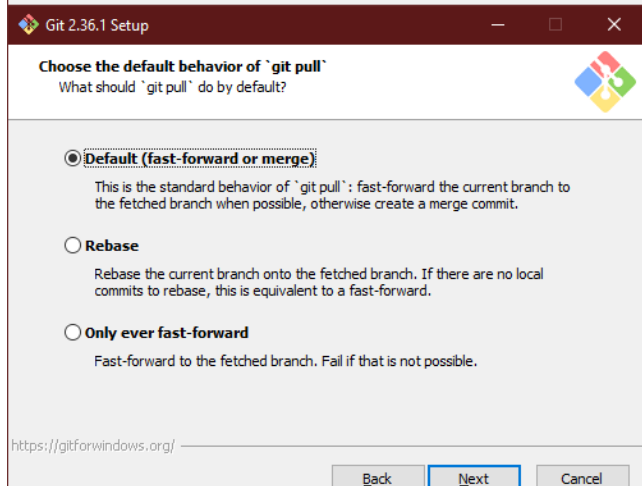 Git 2.36.1 Setup
Choose the default behavior of `git pull`
What should `git pull` do by default?
Default (fast-forward or merge)
This is the standard behavior of `git pull`: fast-forward the current branch to
the fetched branch when possible, otherwise create a merge commit.
Rebase
Rebase the current branch onto the fetched branch. If there are no local
commits to rebase, this is equivalent to a fast-forward.
Only ever fast-forward
Fast-forward to the fetched branch. Fail if that is not possible.
https://gitforwindows.org/
Back Next Cancel